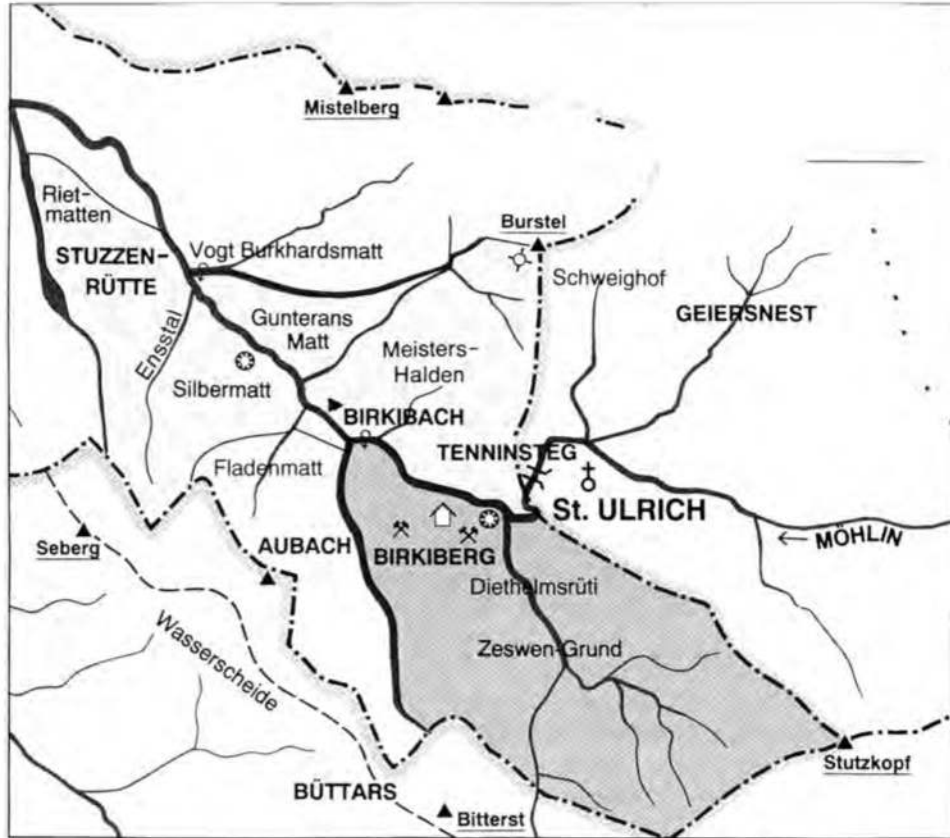 Mistelberg
Riet-
matten
Burstel
STUZZEN-
RÜTTE
Vogt Burkhardsmatt
Schweighof
GEIERSNEST
Gunterans
Matt
Ensstal
Meisters-
Halden
Silbermatt
BIRKIBACH
TENNINSTEG
Fladenmatt
St. ULRICH
Seberg
AUBACH
BIRKIBERG
← MÖHLIN
Diethelmsrüti
Wasserscheide
Zeswen-Grund
Stutzkopf
BÜTTARS
Bitterst